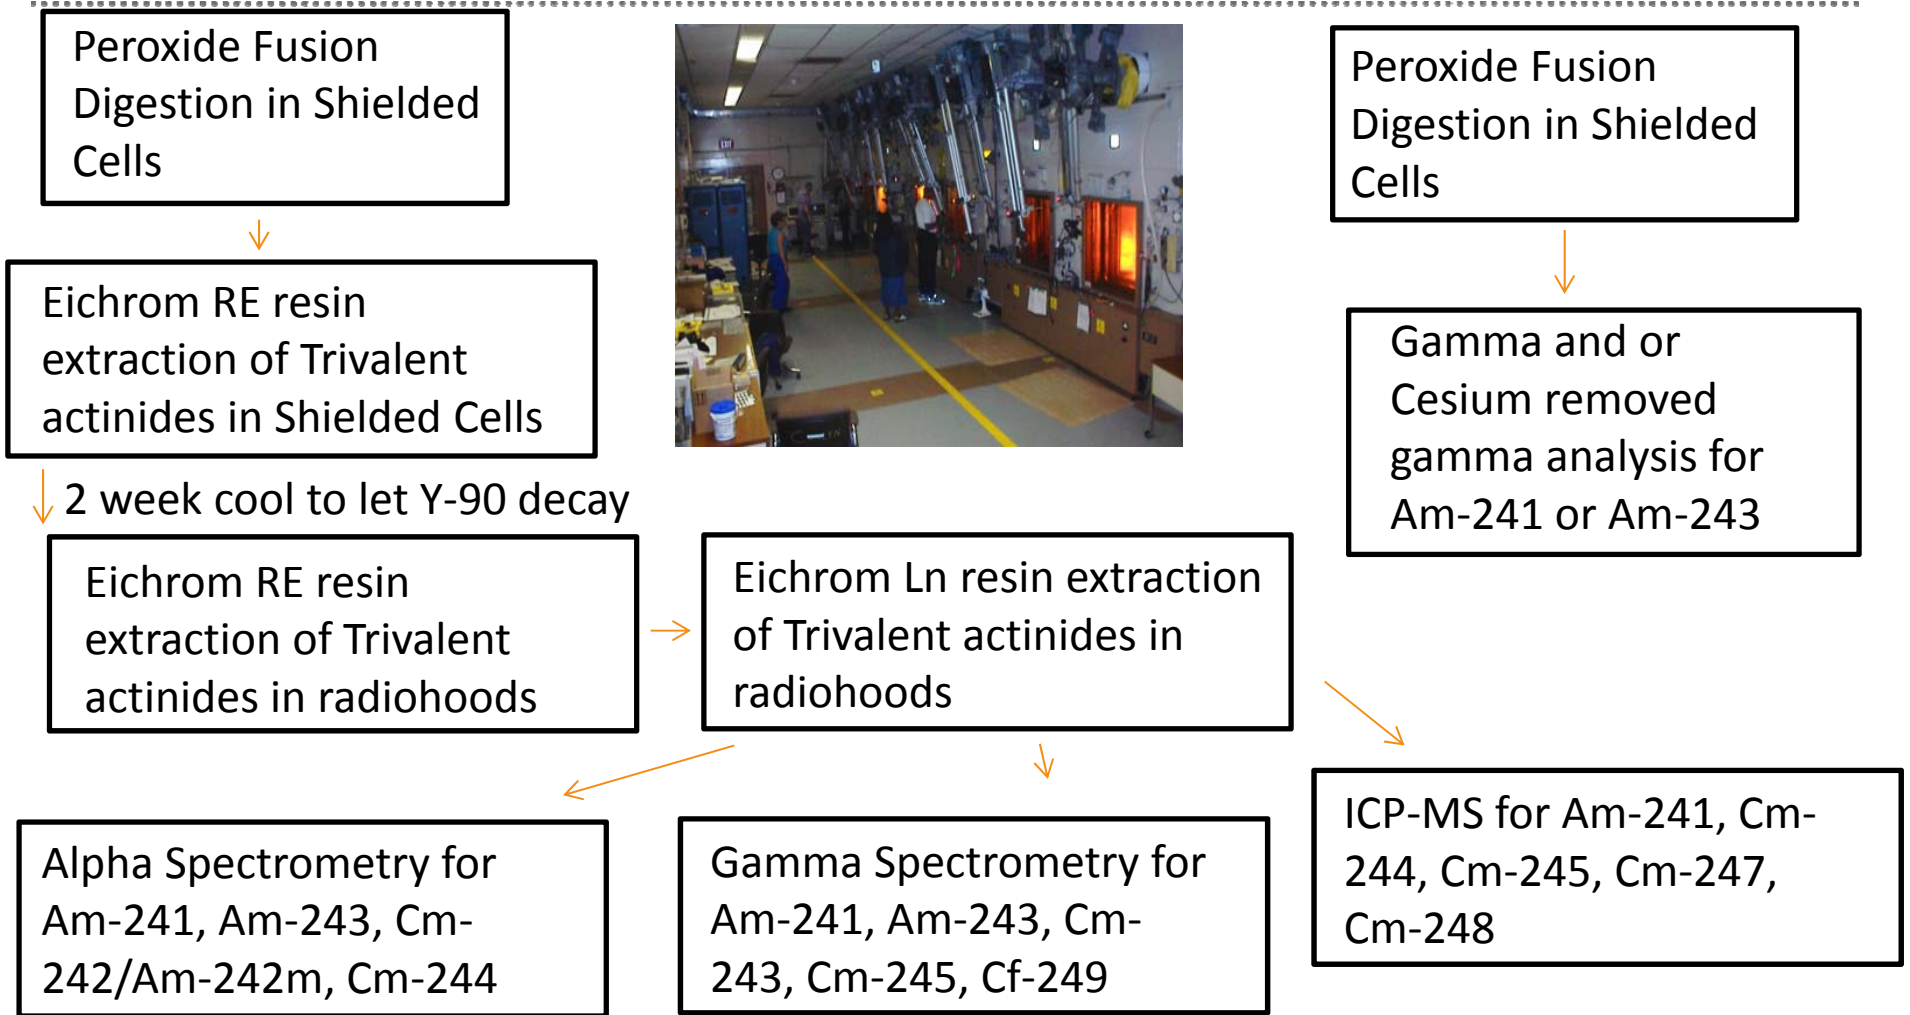 Peroxide Fusion
Digestion in Shielded
Cells
Eichrom RE resin
extraction of Trivalent
actinides in Shielded Cells
2 week cool to let Y-90 decay
Eichrom RE resin
extraction of Trivalent
actinides in radiohoods
Eichrom Ln resin extraction
of Trivalent actinides in
radiohoods
Alpha Spectrometry for
Am-241, Am-243, Cm-
242/Am-242m, Cm-244
Gamma Spectrometry for
Am-241, Am-243, Cm-
243, Cm-245, Cf-249
ICP-MS for Am-241, Cm-
244, Cm-245, Cm-247,
Cm-248
Peroxide Fusion
Digestion in Shielded
Cells
Gamma and or
Cesium removed
gamma analysis for
Am-241 or Am-243
EXIT